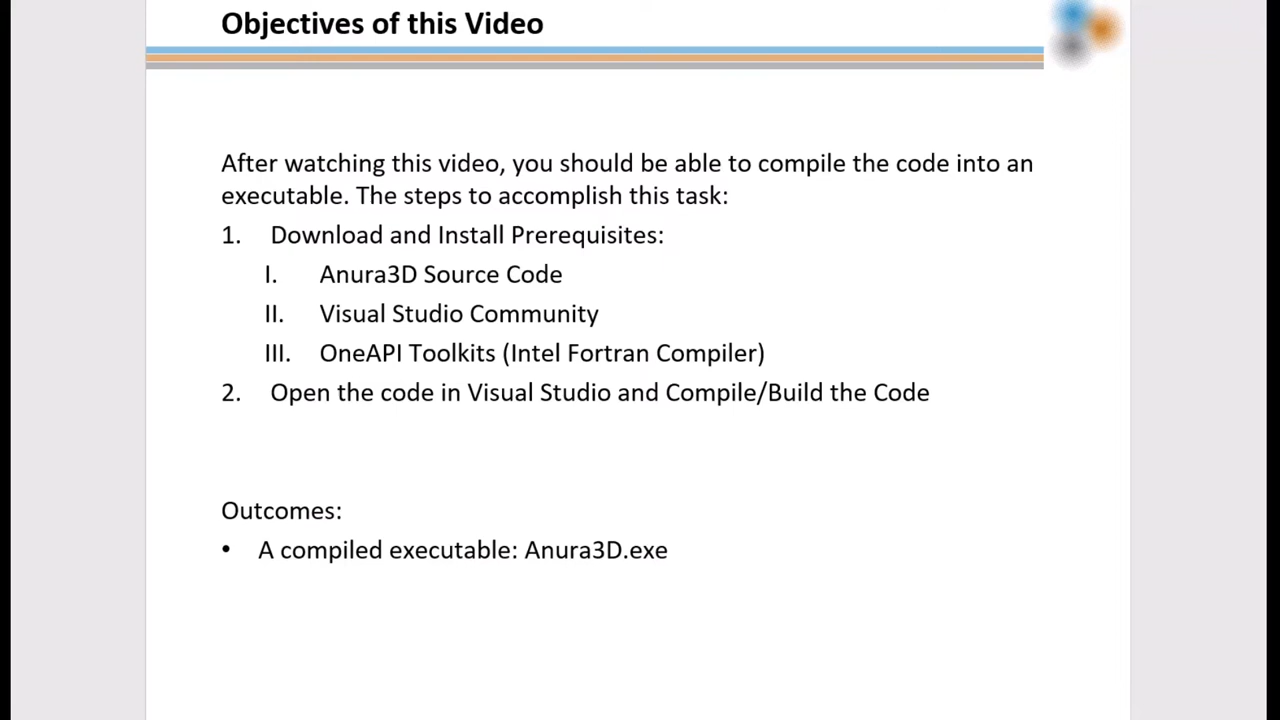 Objectives of this Video
After watching this video, you should be able to compile the code into an
executable. The steps to accomplish this task:
1. Download and Install Prerequisites:
I. Anura3D Source Code
II. Visual Studio Community
III. OneAPI Toolkits (Intel Fortran Compiler)
2. Open the code in Visual Studio and Compile/Build the Code
Outcomes:
• A compiled executable: Anura3D.exe